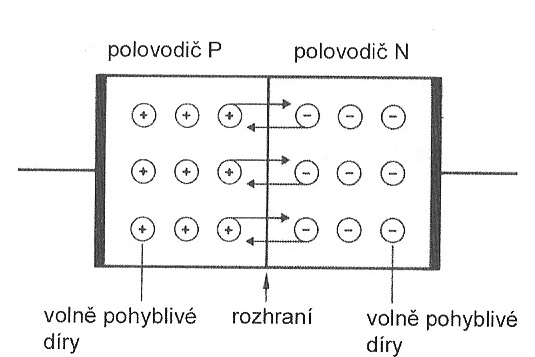 polovodič P
polovodič N
volně pohyblivé
díry
rozhraní
volně pohyblivé
díry